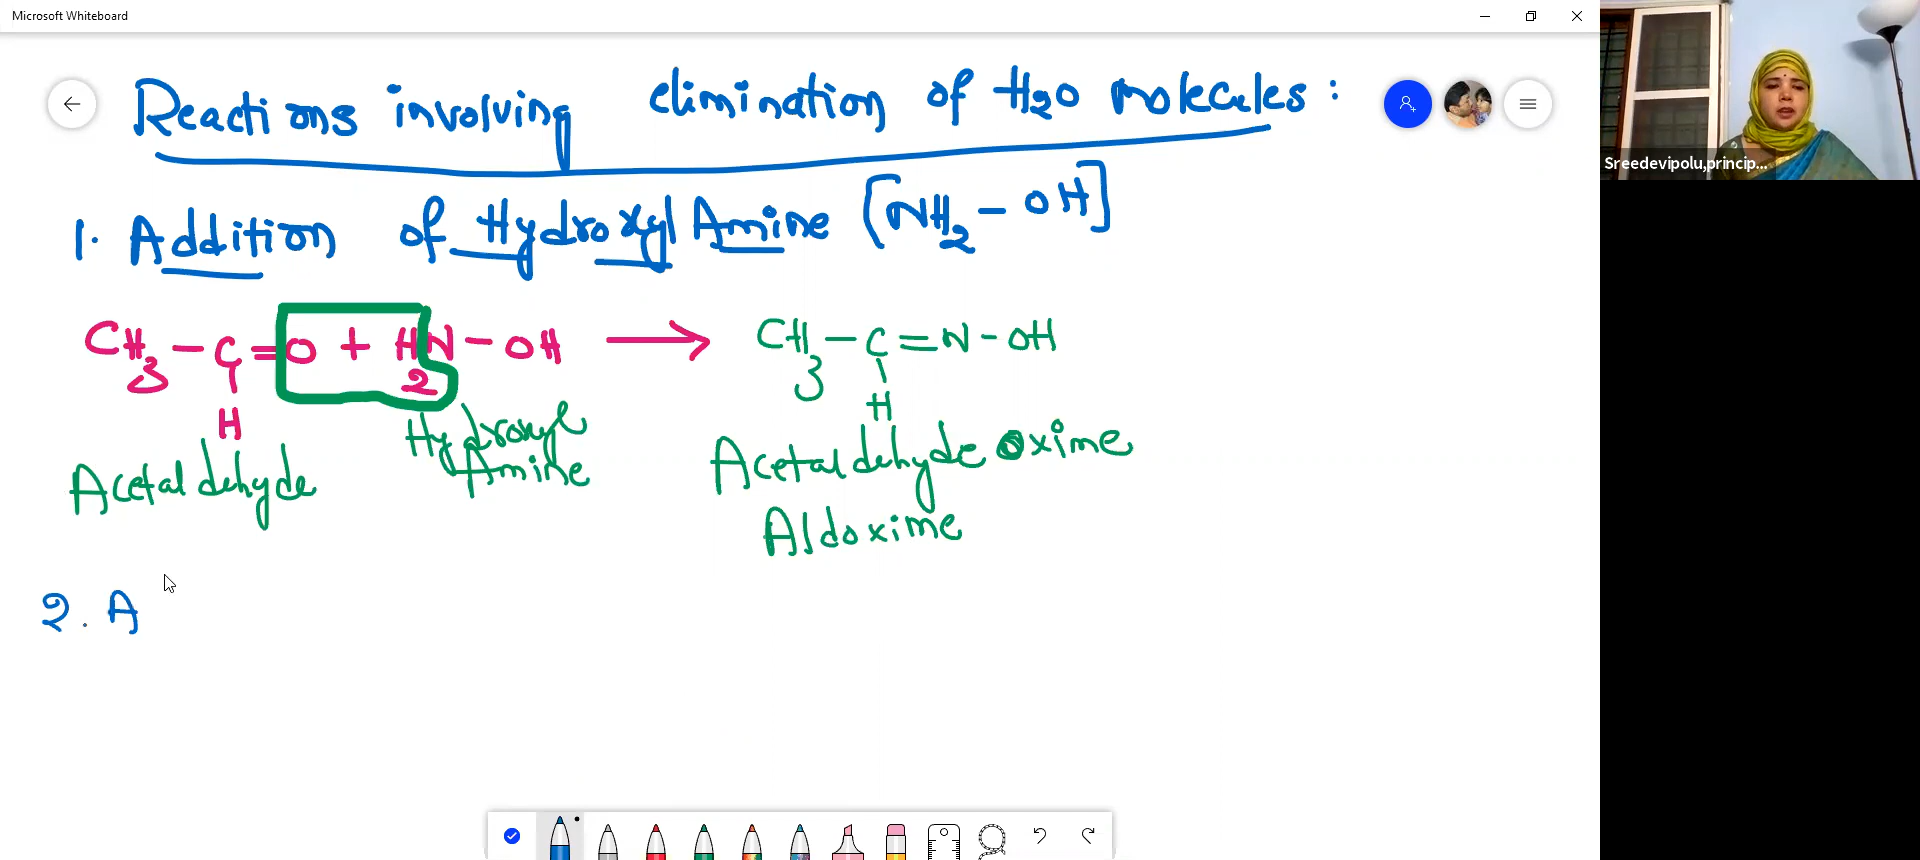 Microsoft Whiteboard
Reactions involving elimination of H2O molecules :
1. Addition of Hydroxyl Amine [NH2 - OH]
CH3 - C = O + H2N - OH → CH3 - C = N - OH
H H
Acetaldehyde Hydroxyl Amine Acetaldehyde Oxime
Aldoxime
2. A
Sreedevipolu,princip...